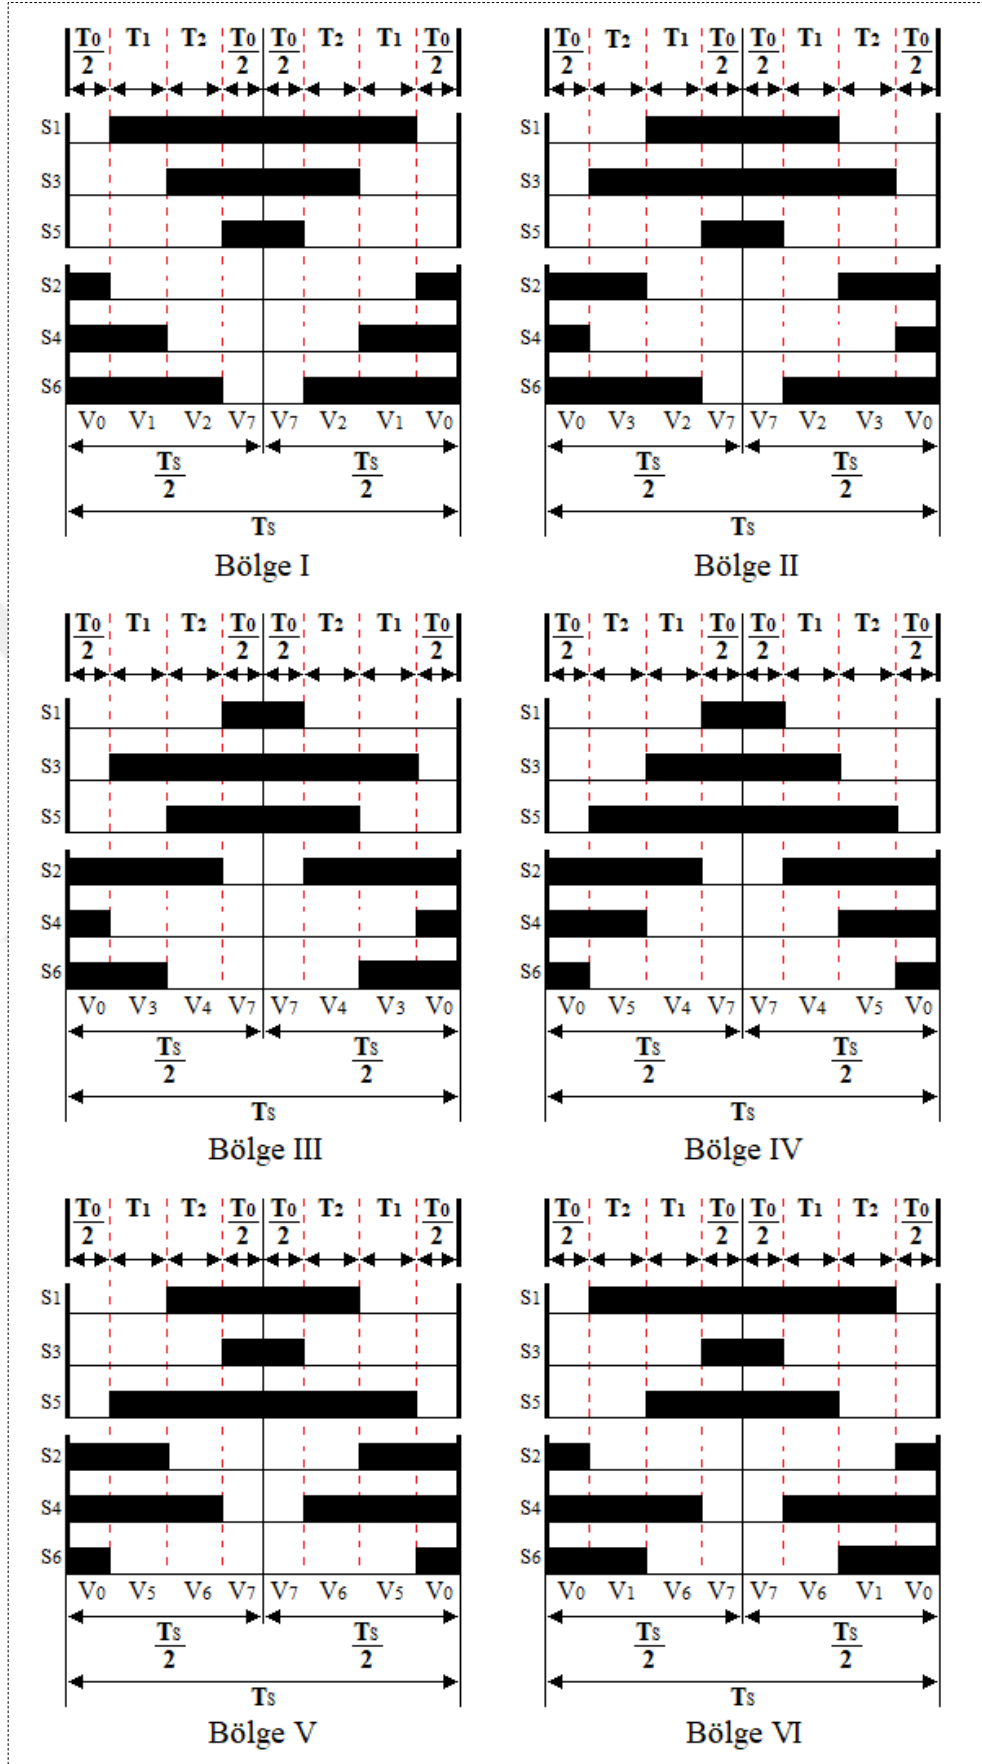 T0/2 T1 T2 T0/2 T0/2 T2 T1 T0/2
S1
S3
S5
S2
S4
S6
V0 V1 V2 V7 V7 V2 V1 V0
Ts/2 Ts/2
Ts
Bölge I
T0/2 T2 T1 T0/2 T0/2 T1 T2 T0/2
S1
S3
S5
S2
S4
S6
V0 V3 V2 V7 V7 V2 V3 V0
Ts/2 Ts/2
Ts
Bölge II
T0/2 T1 T2 T0/2 T0/2 T2 T1 T0/2
S1
S3
S5
S2
S4
S6
V0 V3 V4 V7 V7 V4 V3 V0
Ts/2 Ts/2
Ts
Bölge III
T0/2 T2 T1 T0/2 T0/2 T1 T2 T0/2
S1
S3
S5
S2
S4
S6
V0 V5 V4 V7 V7 V4 V5 V0
Ts/2 Ts/2
Ts
Bölge IV
T0/2 T1 T2 T0/2 T0/2 T2 T1 T0/2
S1
S3
S5
S2
S4
S6
V0 V5 V6 V7 V7 V6 V5 V0
Ts/2 Ts/2
Ts
Bölge V
T0/2 T2 T1 T0/2 T0/2 T1 T2 T0/2
S1
S3
S5
S2
S4
S6
V0 V1 V6 V7 V7 V6 V1 V0
Ts/2 Ts/2
Ts
Bölge VI